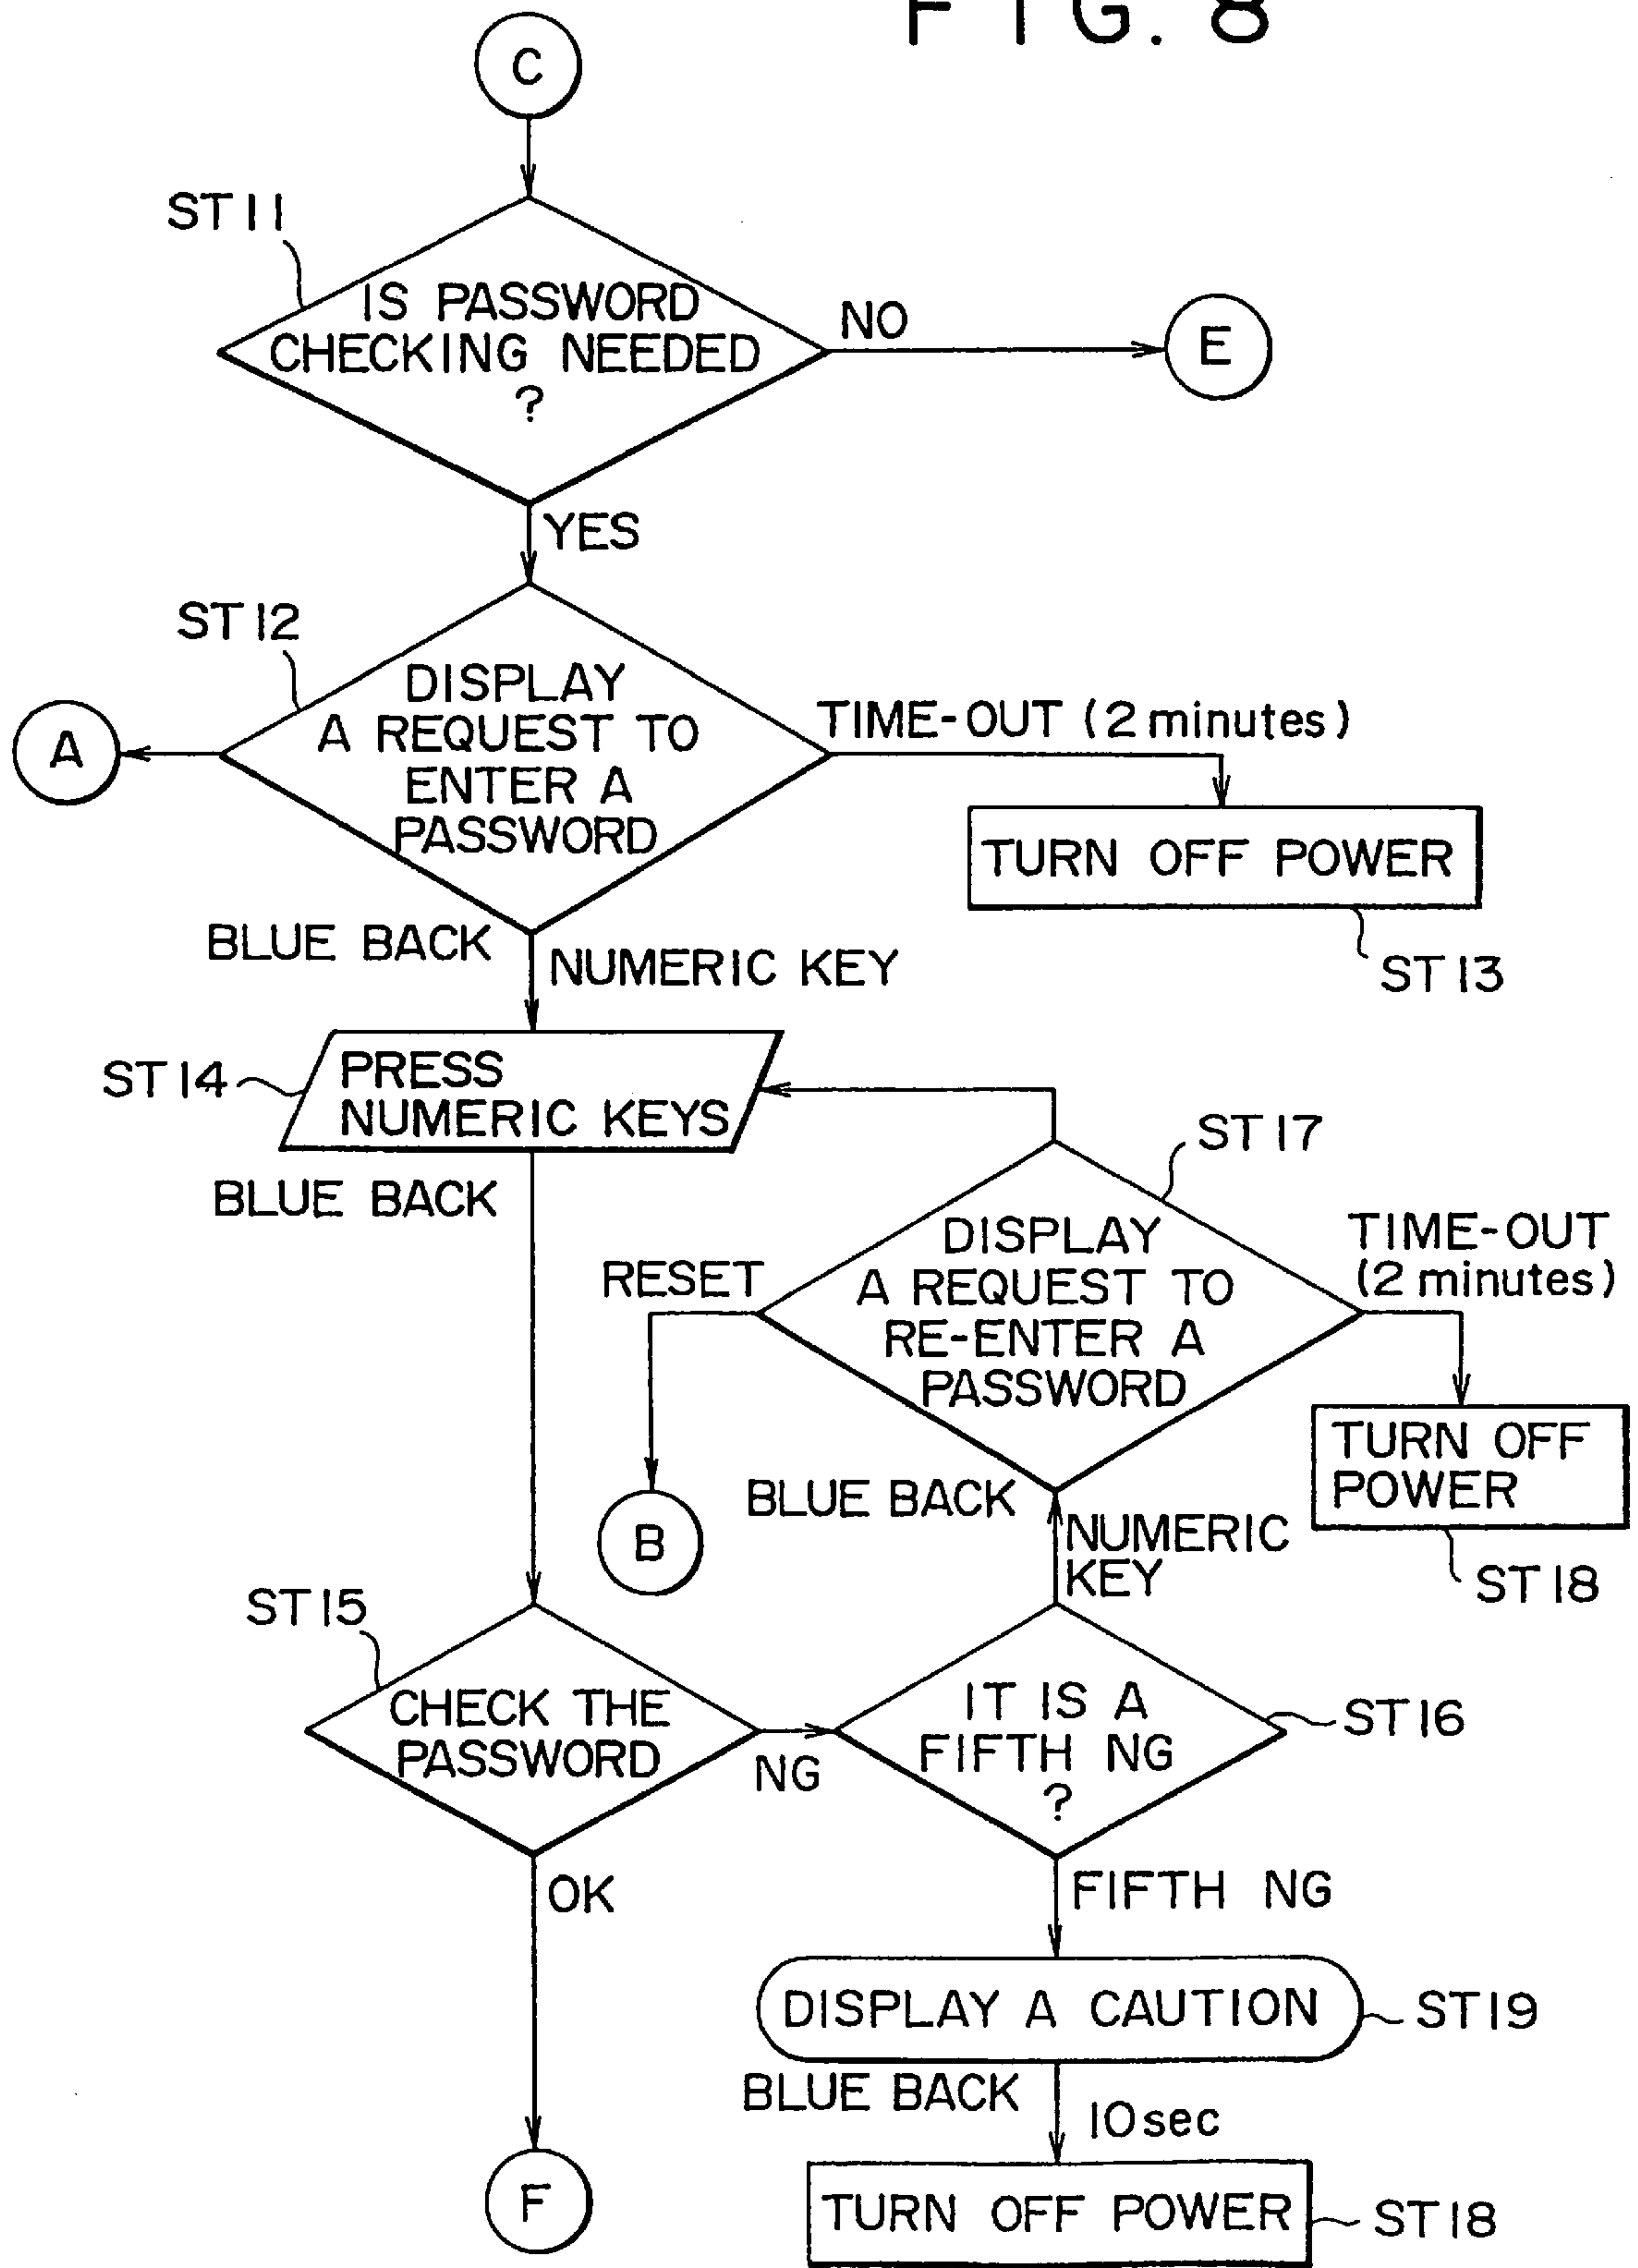 FIG. 8
C
ST11
IS PASSWORD
CHECKING NEEDED
?
NO
E
YES
ST12
DISPLAY
A REQUEST TO
ENTER A
PASSWORD
A
TIME-OUT (2 minutes)
TURN OFF POWER
ST13
BLUE BACK
NUMERIC KEY
ST14
PRESS
NUMERIC KEYS
BLUE BACK
ST17
DISPLAY
A REQUEST TO
RE-ENTER A
PASSWORD
RESET
TIME-OUT
(2 minutes)
TURN OFF
POWER
ST18
B
BLUE BACK
NUMERIC
KEY
ST15
CHECK THE
PASSWORD
NG
IT IS A
FIFTH NG
?
ST16
OK
FIFTH NG
DISPLAY A CAUTION
ST19
BLUE BACK
10sec
F
TURN OFF POWER
ST18